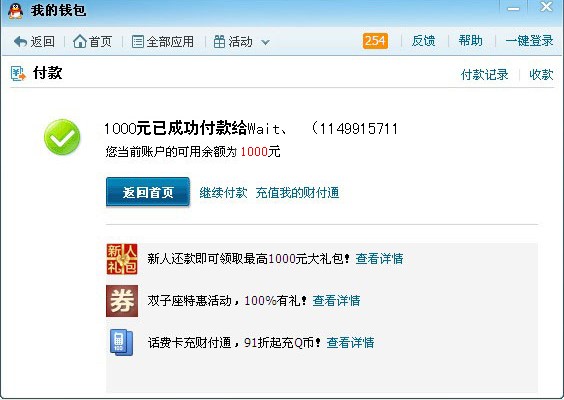 我的钱包
返回 首页 全部应用 活动 254 反馈 帮助 一键登录
付款 付款记录 收款
1000元已成功付款给Wait、 (1149915711
您当前账户的可用余额为 1000元
返回首页 继续付款 充值我的财付通
新人礼包 新人还款即可领取最高1000元大礼包! 查看详情
券 双子座特惠活动，100%有礼! 查看详情
100 话费卡充财付通，91折起充Q币! 查看详情